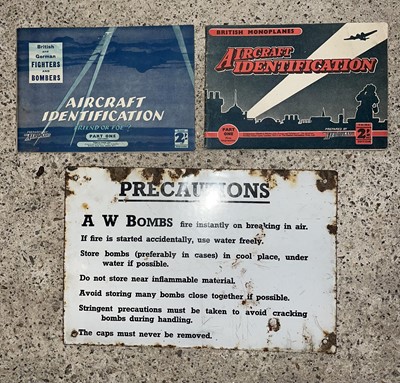 British and
German
FIGHTERS
AND
BOMBERS
AIRCRAFT
IDENTIFICATION
FRIEND OR FOE?
PART ONE
2/-
BRITISH MONOPLANES
AIRCRAFT
IDENTIFICATION
PART
ONE
PREPARED BY
2/-
PRECAUTIONS
A W BOMBS fire instantly on breaking in air.
If fire is started accidentally, use water freely.
Store bombs (preferably in cases) in cool place, under
water if possible.
Do not store near inflammable material.
Avoid storing many bombs close together if possible.
Stringent precautions must be taken to avoid cracking
bombs during handling.
The caps must never be removed.